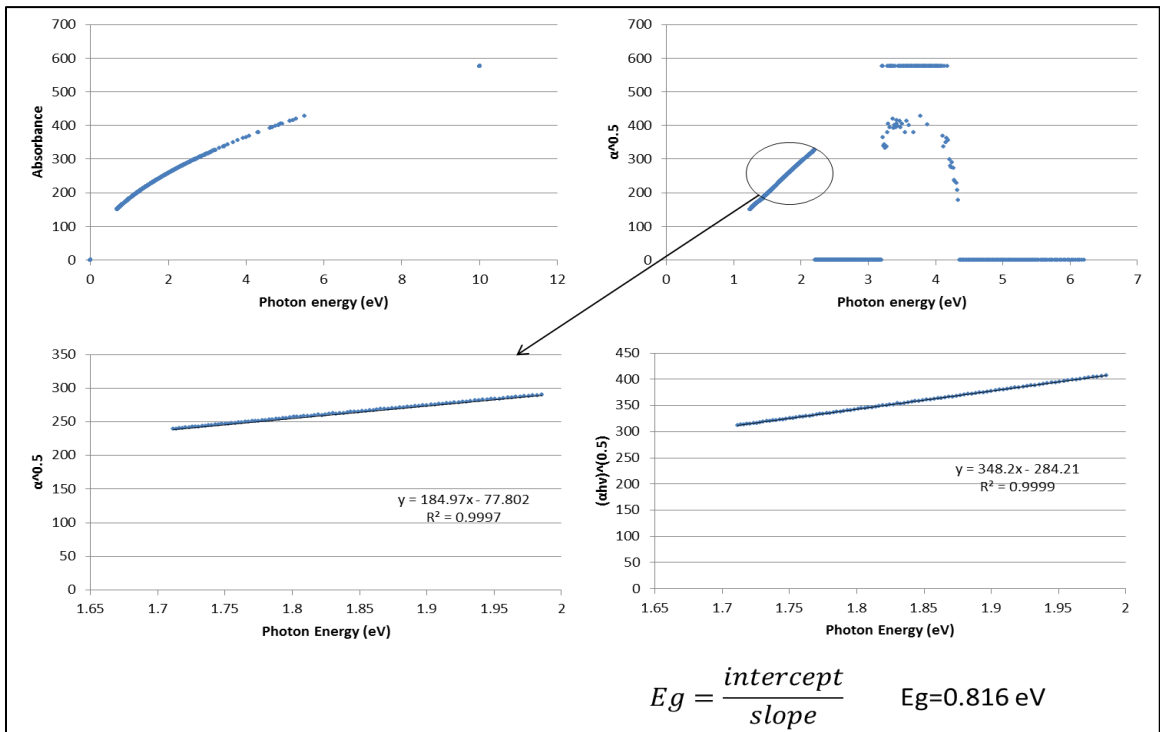 700
600
500
400
300
200
100
0
Absorbance
0 2 4 6 8 10 12
Photon energy (eV)
700
600
500
400
300
200
100
0
α^0.5
0 1 2 3 4 5 6 7
Photon energy (eV)
350
300
250
200
150
100
50
0
α^0.5
y = 184.97x - 77.802
R² = 0.9997
1.65 1.7 1.75 1.8 1.85 1.9 1.95 2
Photon Energy (eV)
450
400
350
300
250
200
150
100
50
0
(αhv)^(0.5)
y = 348.2x - 284.21
R² = 0.9999
1.65 1.7 1.75 1.8 1.85 1.9 1.95 2
Photon Energy (eV)
Eg = intercept
slope
Eg=0.816 eV